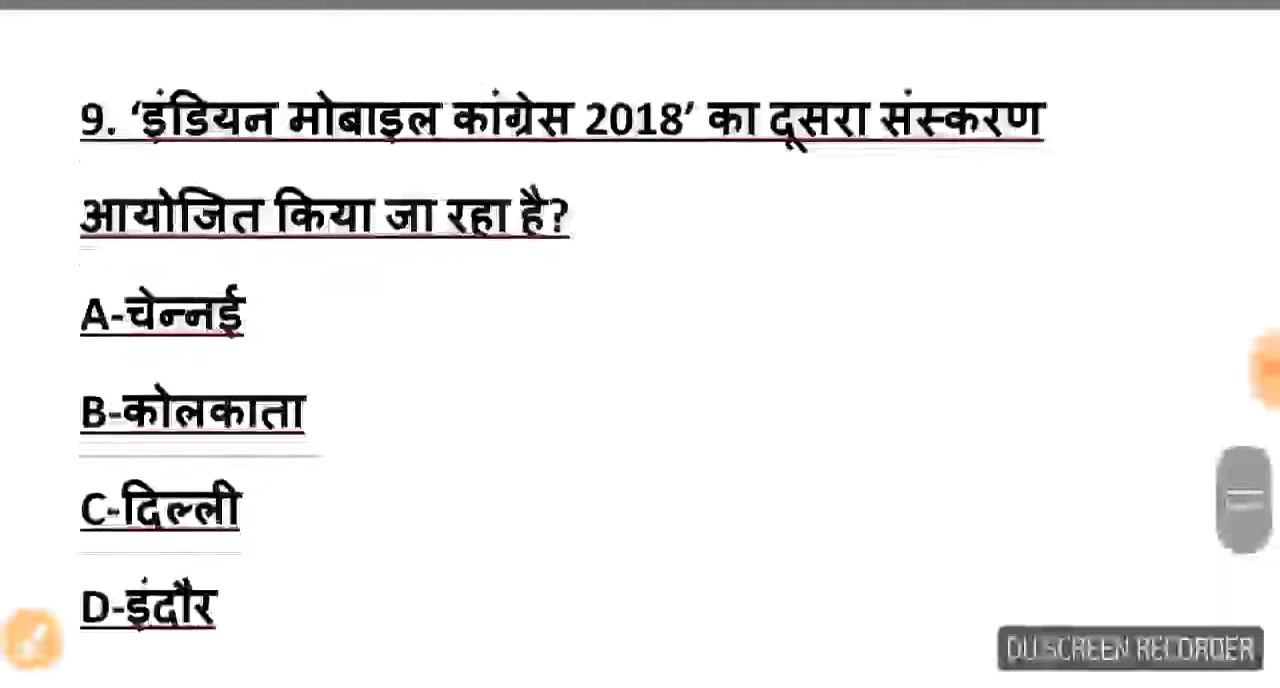 9. ‘इंडियन मोबाइल कांग्रेस 2018’ का दूसरा संस्करण
आयोजित किया जा रहा है?
A-चेन्नई
B-कोलकाता
C-दिल्ली
D-इंदौर
DU SCREEN RECORDER